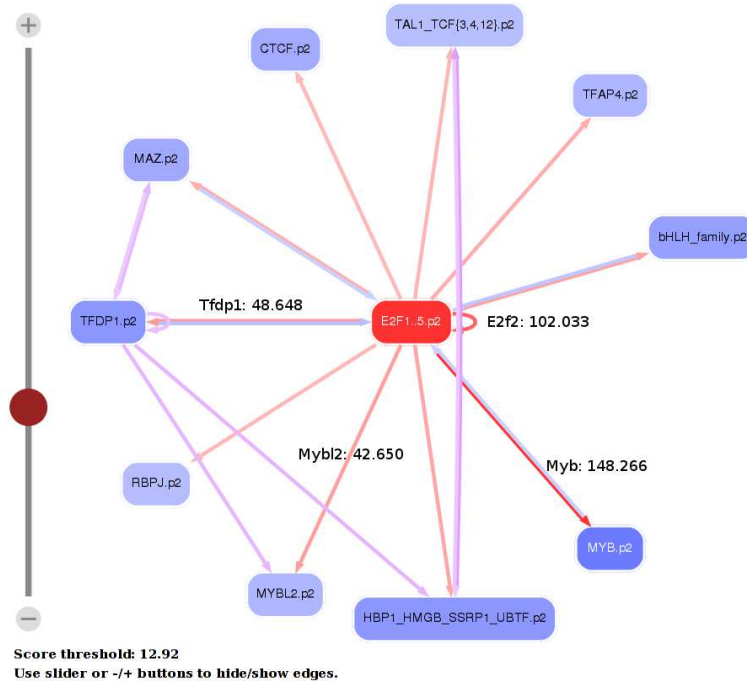 +
TAL1_TCF{3,4,12}.p2
CTCF.p2
TFAP4.p2
MAZ.p2
bHLH_family.p2
Tfdp1: 48.648
TFDP1.p2
E2F1..5.p2
E2f2: 102.033
Mybl2: 42.650
Myb: 148.266
RBPJ.p2
MYB.p2
MYBL2.p2
HBP1_HMGB_SSRP1_UBTF.p2
−
Score threshold: 12.92
Use slider or -/+ buttons to hide/show edges.